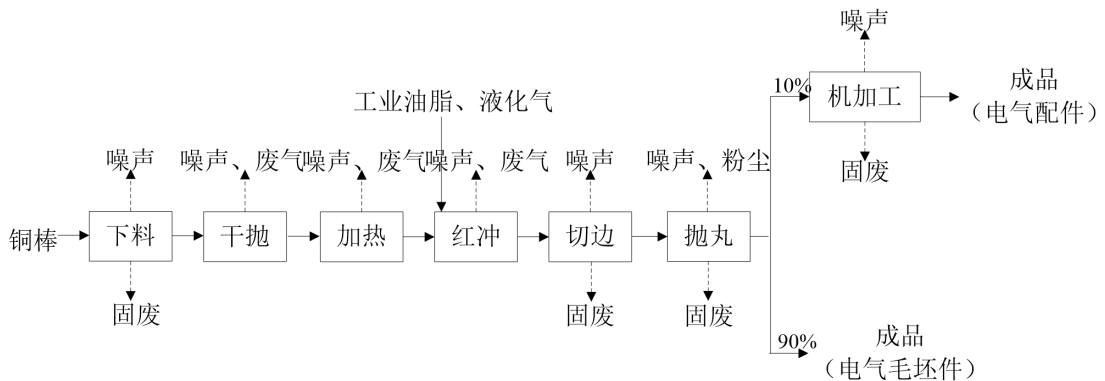 噪声
10%
机加工
成品
（电气配件）
固废
工业油脂、液化气
噪声
噪声、废气
噪声、废气
噪声、废气
噪声
噪声、粉尘
铜棒
下料
干抛
加热
红冲
切边
抛丸
固废
固废
固废
90%
成品
（电气毛坯件）